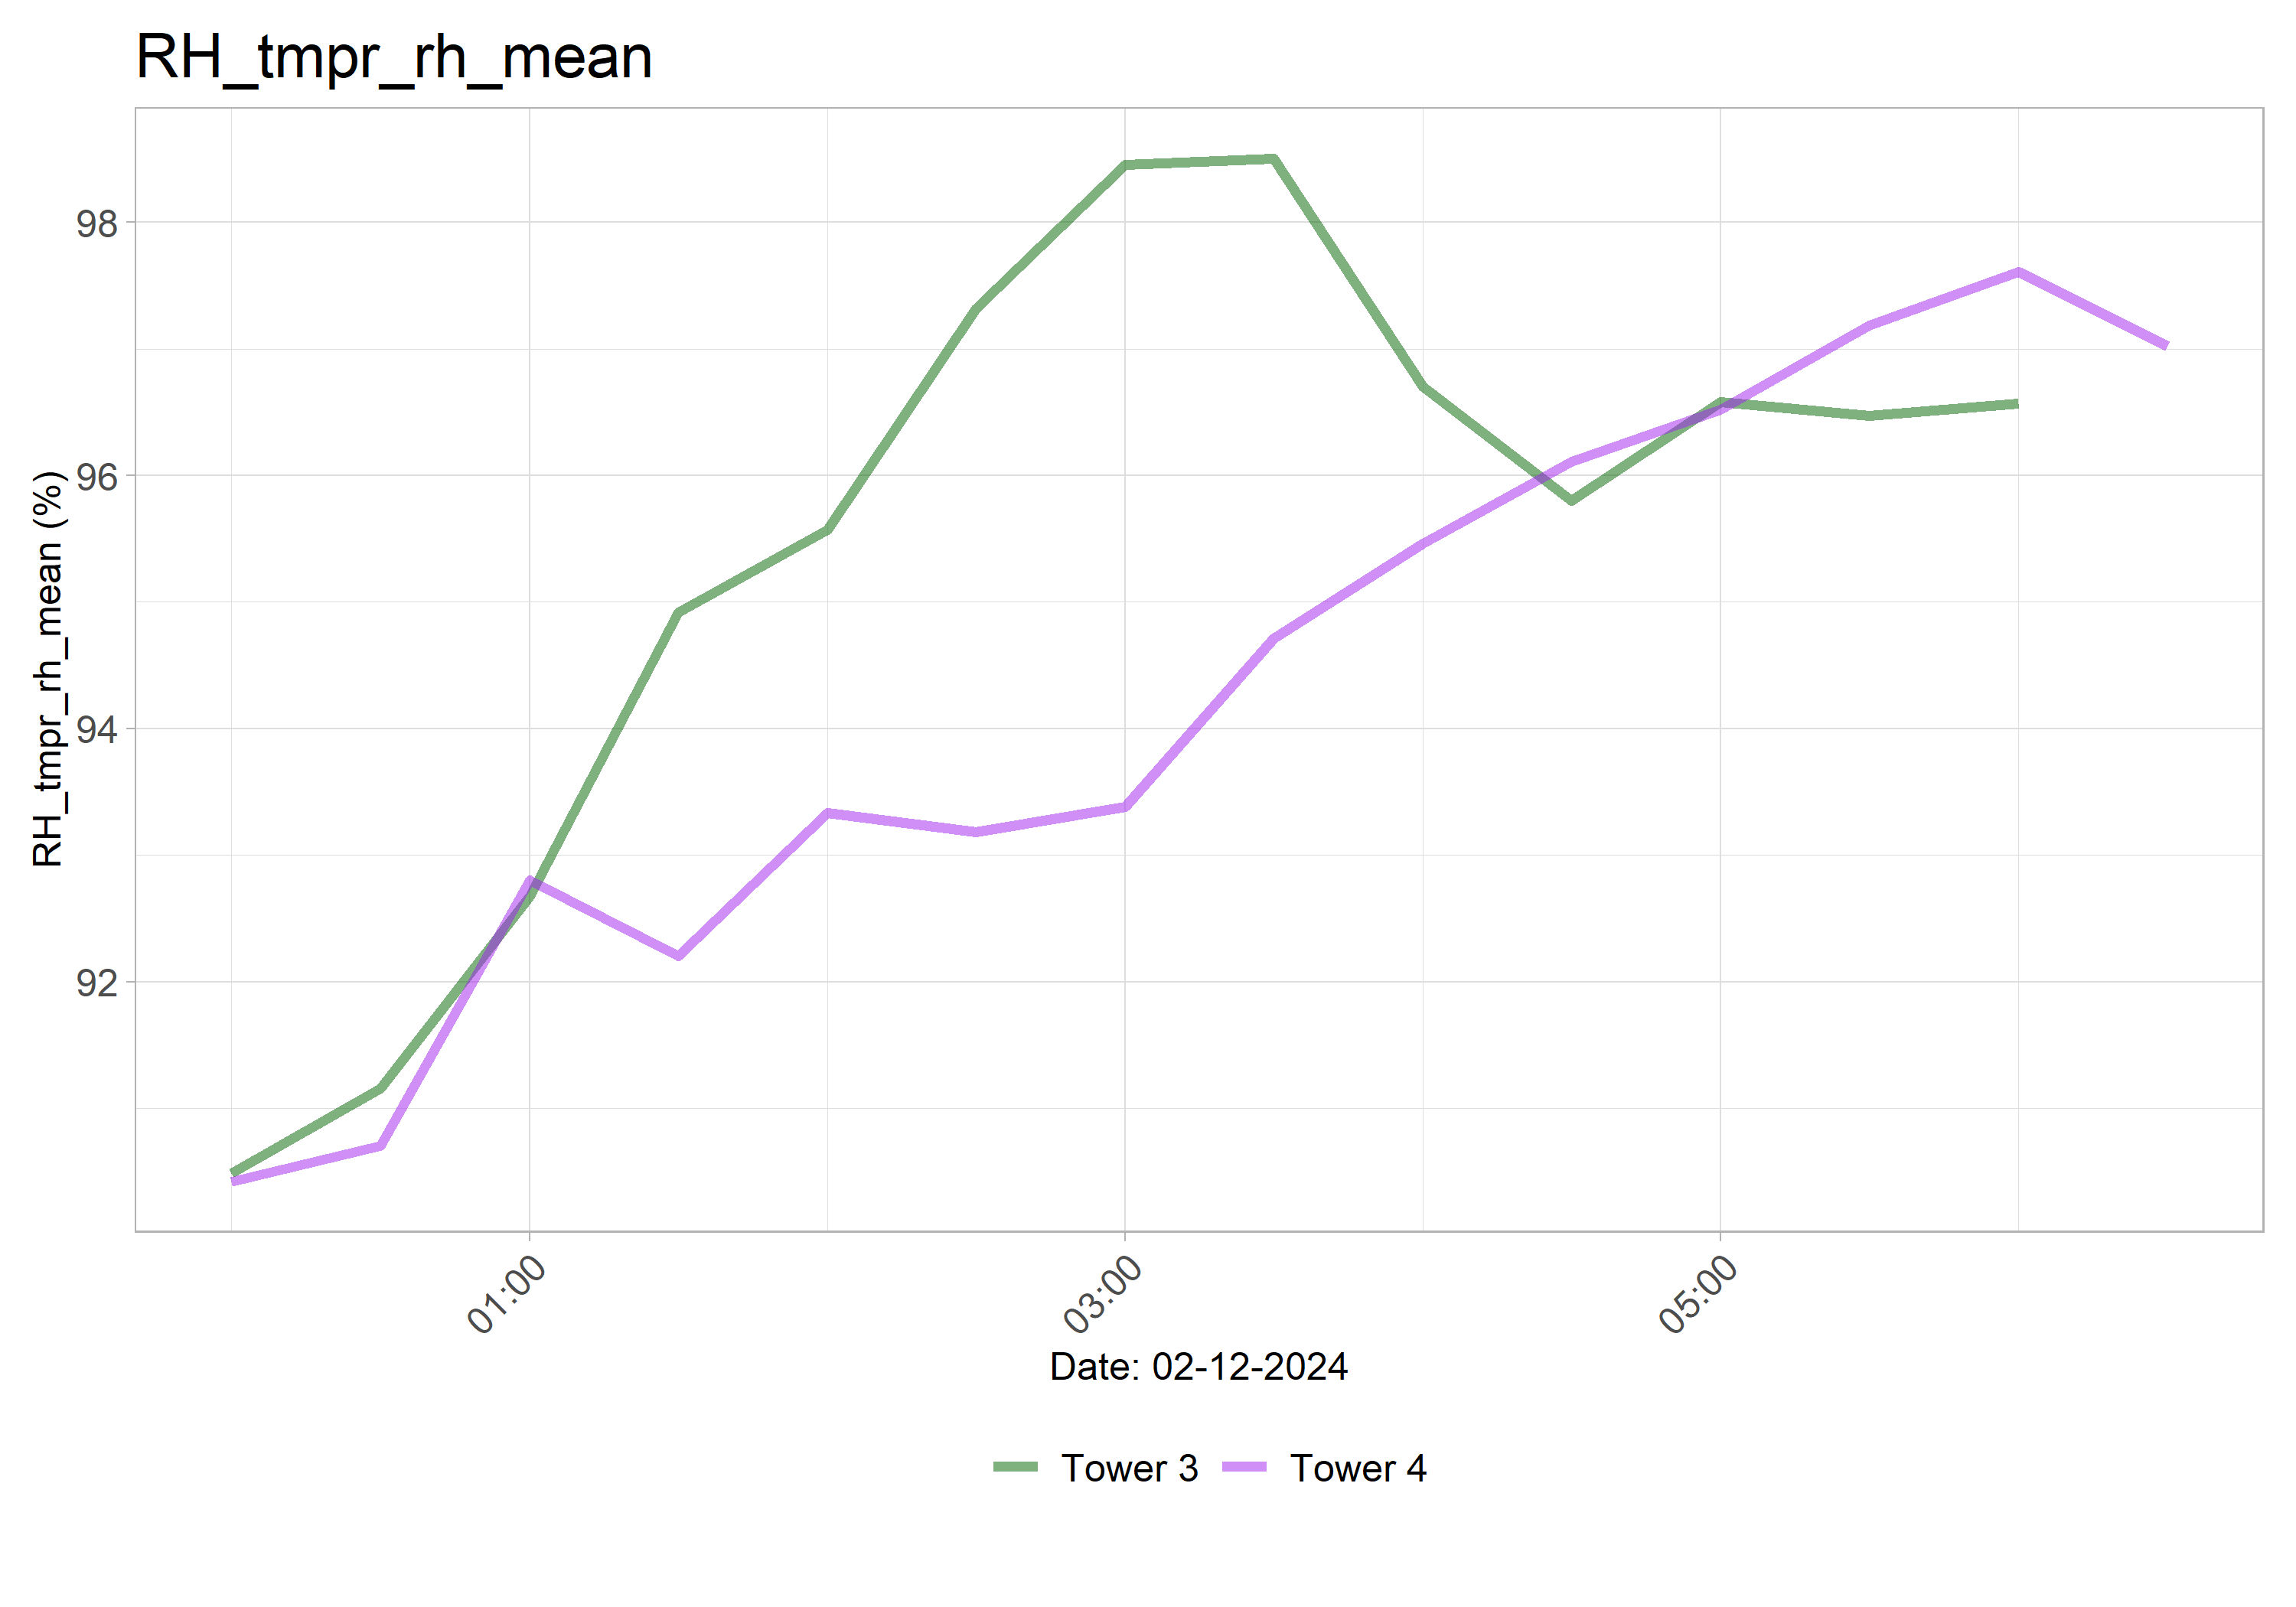 RH_tmpr_rh_mean
RH_tmpr_rh_mean (%)
98
96
94
92
01:00
03:00
05:00
Date: 02-12-2024
Tower 3
Tower 4